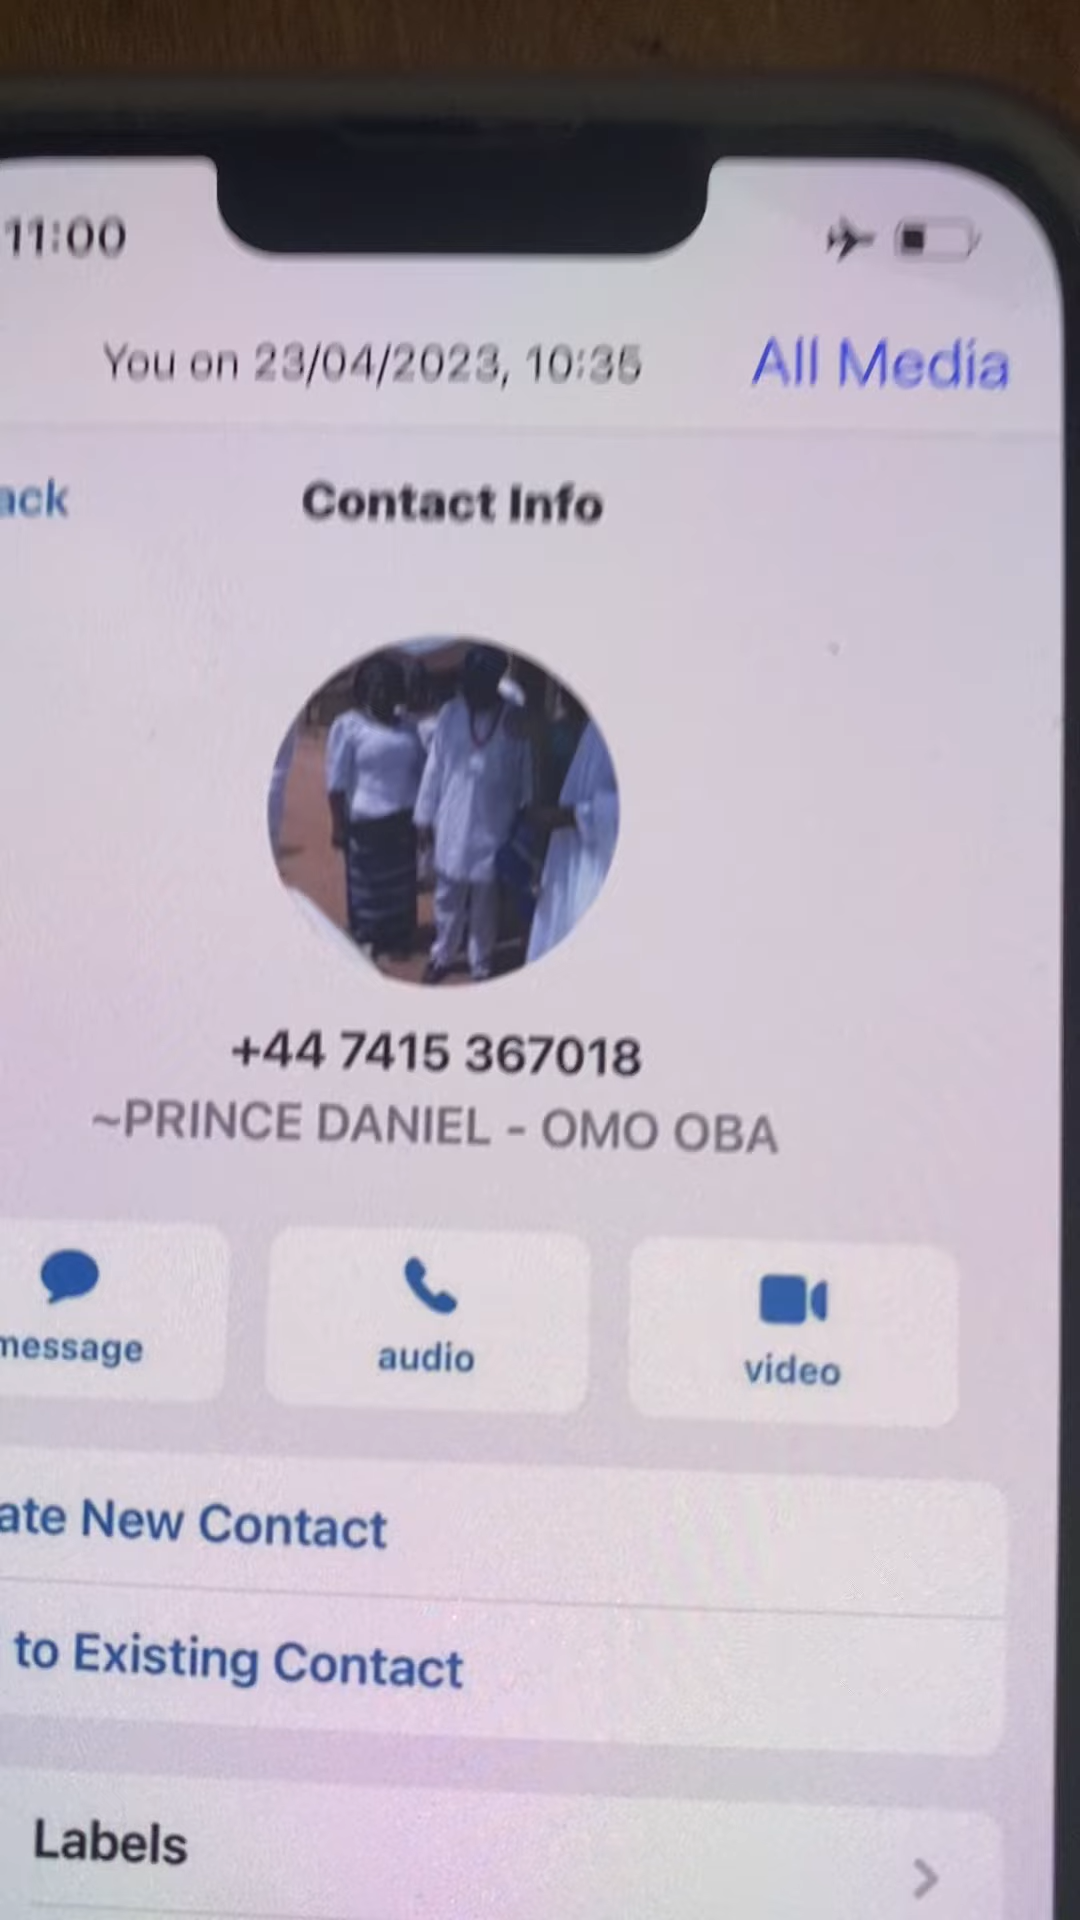 11:00
You on 23/04/2023, 10:35
All Media
ack
Contact Info
+44 7415 367018
~PRINCE DANIEL - OMO OBA
message
audio
video
ate New Contact
to Existing Contact
Labels